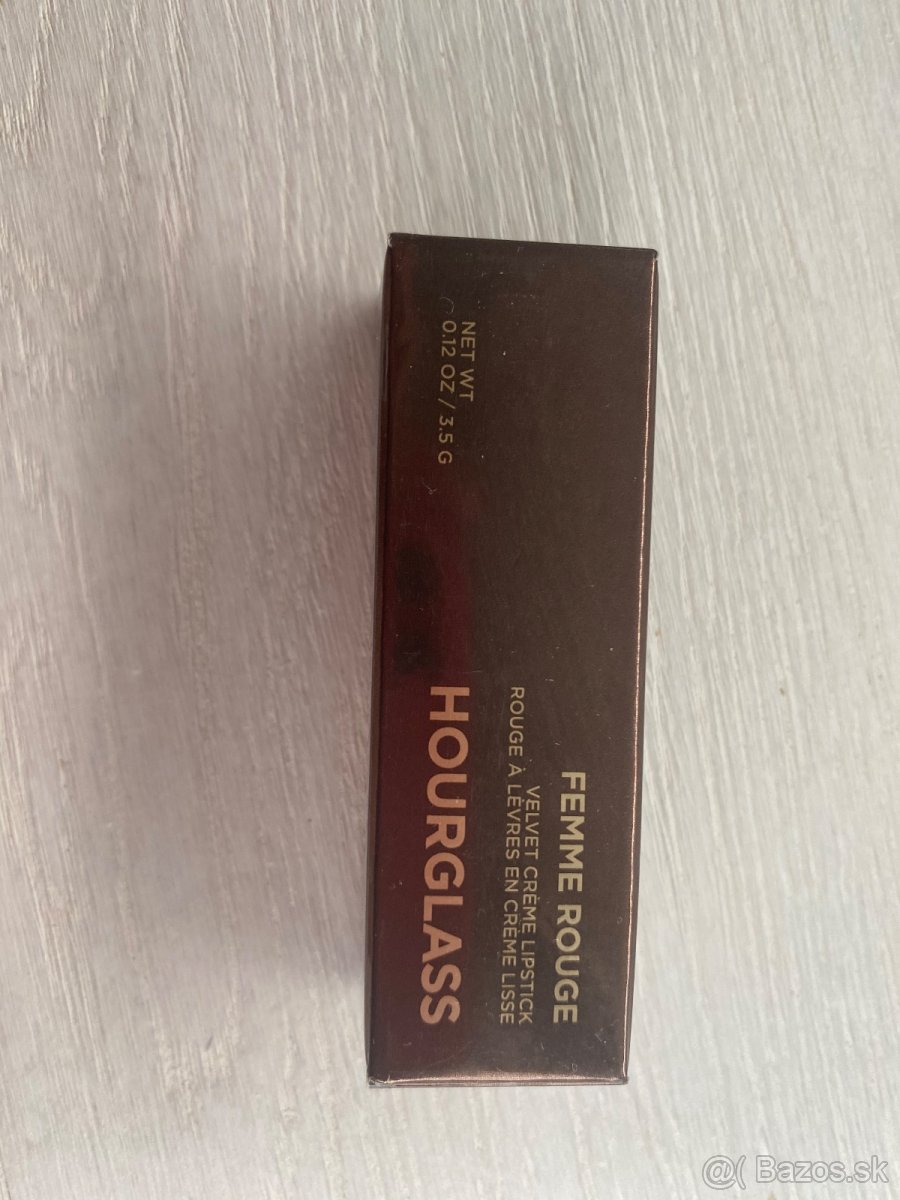 FEMME ROUGE
VELVET CRÈME LIPSTICK
ROUGE À LÈVRES EN CRÈME LISSE
HOURGLASS
NET WT
0.12 OZ / 3.5 G
@( Bazos.sk